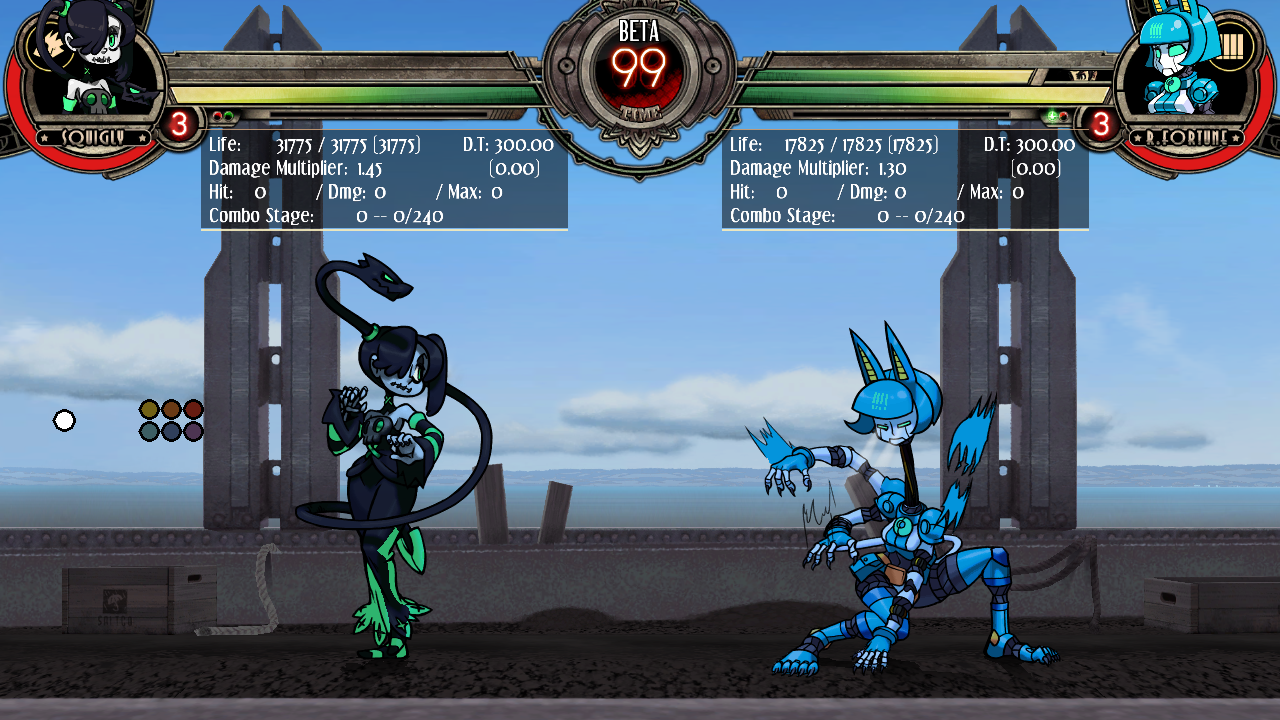 BETA
99
TIME
SQUIGLY
3
3
R.FORTUNE
Life: 31775 / 31775 (31775) D.T: 300.00
Damage Multiplier: 1.45 (0.00)
Hit: 0 / Dmg: 0 / Max: 0
Combo Stage: 0 -- 0/240
Life: 17825 / 17825 (17825) D.T: 300.00
Damage Multiplier: 1.30 (0.00)
Hit: 0 / Dmg: 0 / Max: 0
Combo Stage: 0 -- 0/240